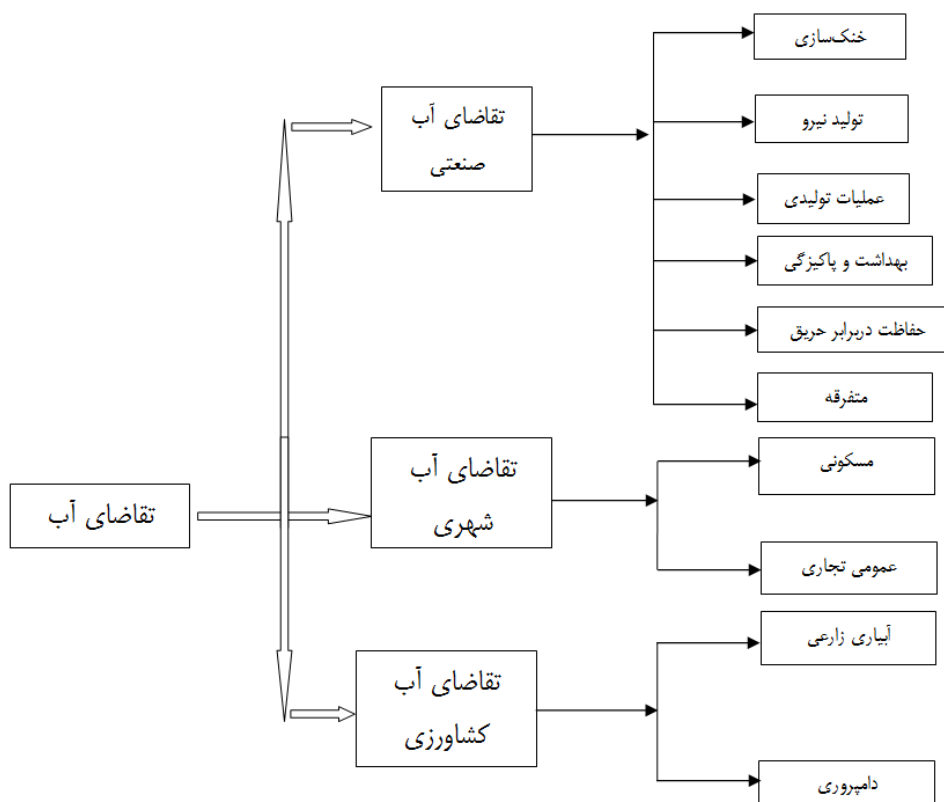 تقاضای آب
تقاضای آب
صنعتی
خنک‌سازی
تولید نیرو
عملیات تولیدی
بهداشت و پاکیزگی
حفاظت دربرابر حریق
متفرقه
تقاضای آب
شهری
مسکونی
عمومی تجاری
تقاضای آب
کشاورزی
آبیاری زارعی
دامپروری